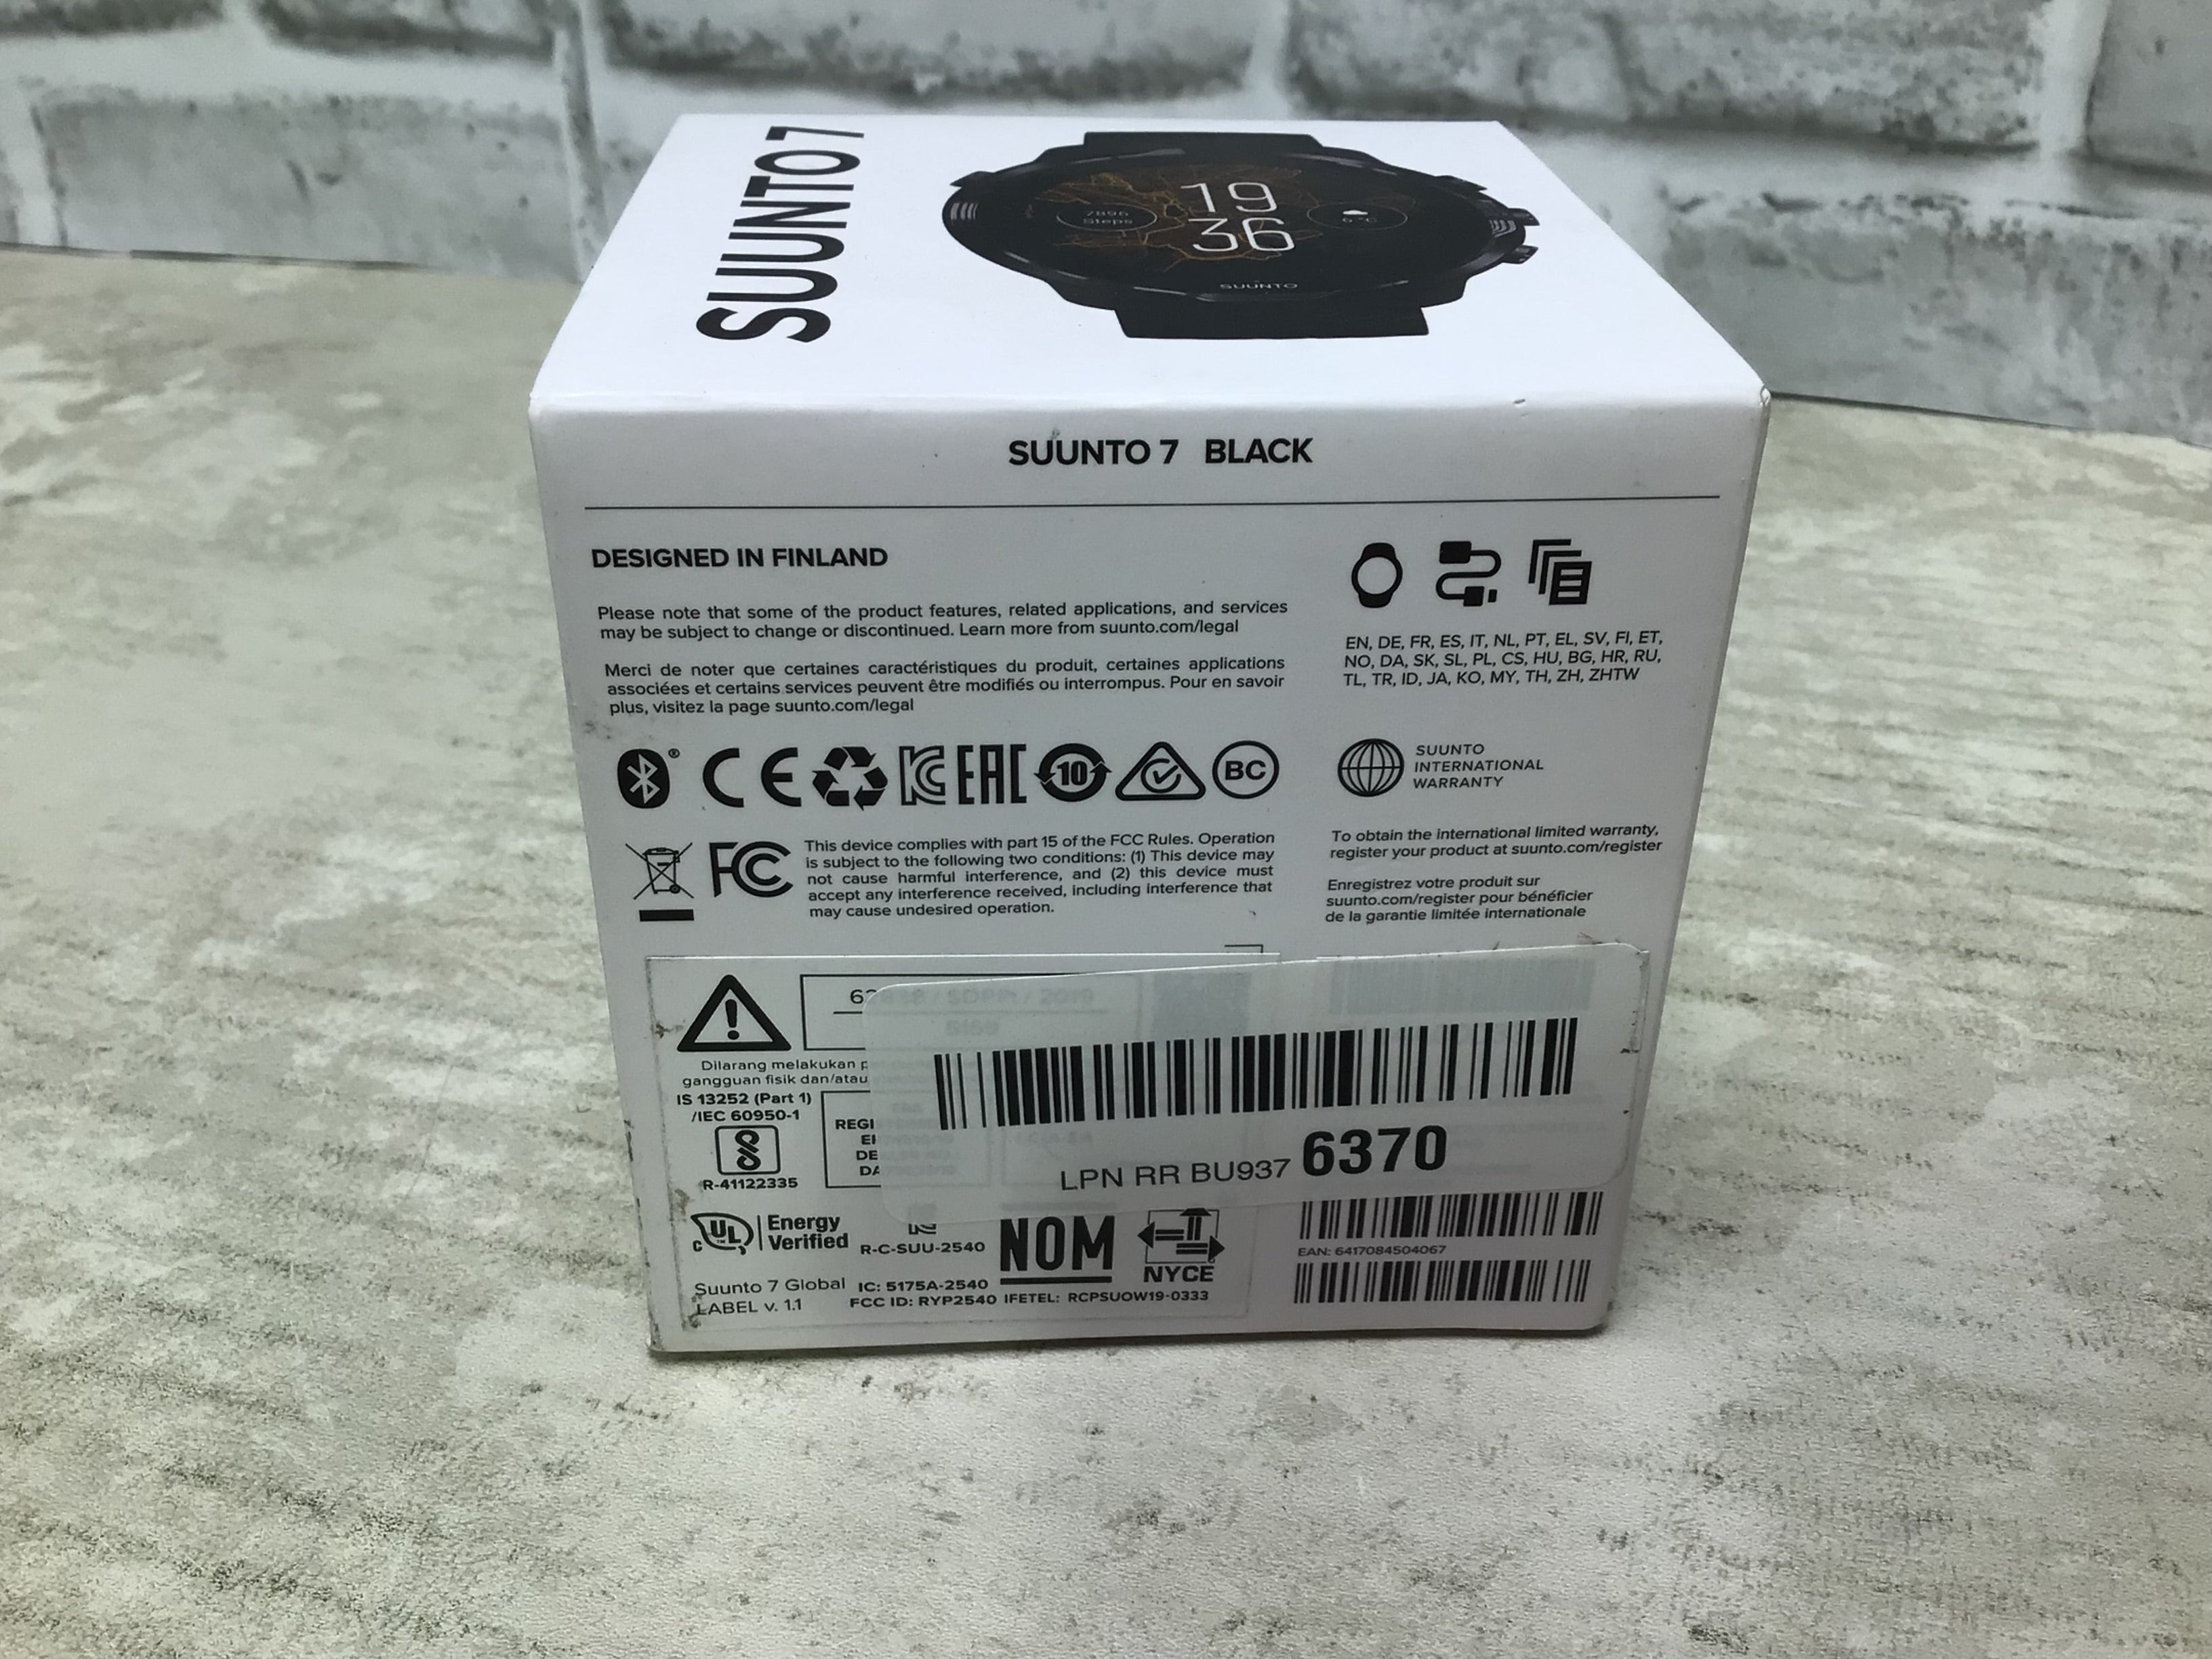 SUUNTO 7
7896
Steps
19
36
SUUNTO
SUUNTO 7 BLACK
DESIGNED IN FINLAND
Please note that some of the product features, related applications, and services
may be subject to change or discontinued. Learn more from suunto.com/legal
Merci de noter que certaines caractéristiques du produit, certaines applications
associées et certains services peuvent être modifiés ou interrompus. Pour en savoir
plus, visitez la page suunto.com/legal
EN, DE, FR, ES, IT, NL, PT, EL, SV, FI, ET,
NO, DA, SK, SL, PL, CS, HU, BG, HR, RU,
TL, TR, ID, JA, KO, MY, TH, ZH, ZHTW
CE
EAC
10
BC
SUUNTO
INTERNATIONAL
WARRANTY
FC
This device complies with part 15 of the FCC Rules. Operation
is subject to the following two conditions: (1) This device may
not cause harmful interference, and (2) this device must
accept any interference received, including interference that
may cause undesired operation.
To obtain the international limited warranty,
register your product at suunto.com/register
Enregistrez votre produit sur
suunto.com/register pour bénéficier
de la garantie limitée internationale
Dilarang melakukan
gangguan fisik dan/atau
IS 13252 (Part 1)
/IEC 60950-1
R-41122335
LPN RR BU937 6370
C UL Energy
Verified
R-C-SUU-2540
NOM
NYCE
EAN: 6417084504067
Suunto 7 Global
LABEL v. 1.1
IC: 5175A-2540
FCC ID: RYP2540 IFETEL: RCPSUOW19-0333